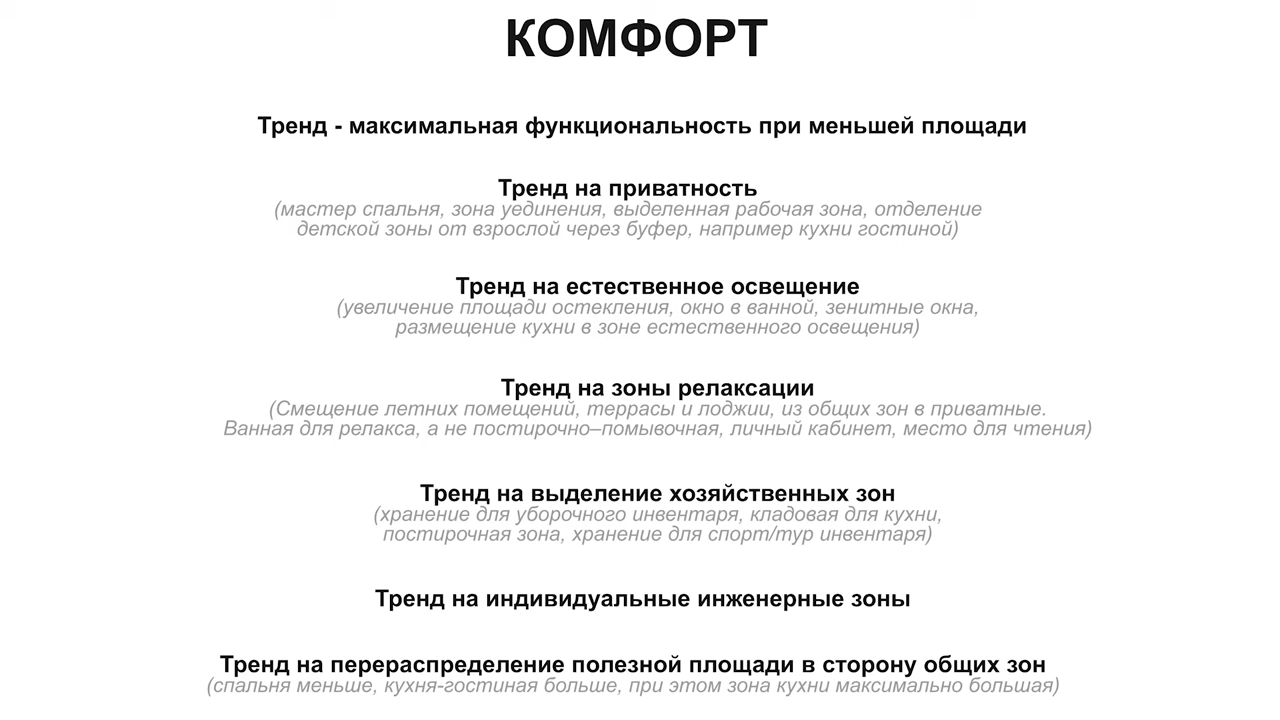 КОМФОРТ
Тренд - максимальная функциональность при меньшей площади
Тренд на приватность
(мастер спальня, зона уединения, выделенная рабочая зона, отделение
детской зоны от взрослой через буфер, например кухни гостиной)
Тренд на естественное освещение
(увеличение площади остекления, окно в ванной, зенитные окна,
размещение кухни в зоне естественного освещения)
Тренд на зоны релаксации
(Смещение летних помещений, террасы и лоджии, из общих зон в приватные.
Ванная для релакса, а не постирочно–помывочная, личный кабинет, место для чтения)
Тренд на выделение хозяйственных зон
(хранение для уборочного инвентаря, кладовая для кухни,
постирочная зона, хранение для спорт/тур инвентаря)
Тренд на индивидуальные инженерные зоны
Тренд на перераспределение полезной площади в сторону общих зон
(спальня меньше, кухня-гостиная больше, при этом зона кухни максимально большая)